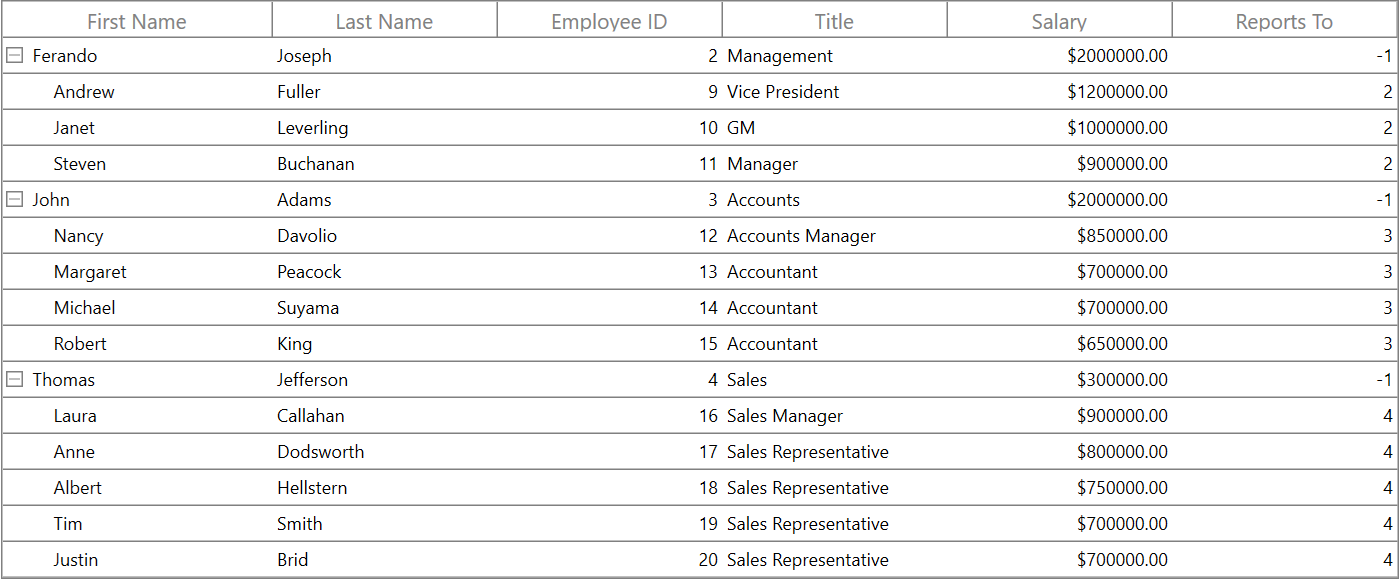 First Name Last Name Employee ID Title Salary Reports To
Ferando Joseph 2 Management $2000000.00 -1
Andrew Fuller 9 Vice President $1200000.00 2
Janet Leverling 10 GM $1000000.00 2
Steven Buchanan 11 Manager $900000.00 2
John Adams 3 Accounts $2000000.00 -1
Nancy Davolio 12 Accounts Manager $850000.00 3
Margaret Peacock 13 Accountant $700000.00 3
Michael Suyama 14 Accountant $700000.00 3
Robert King 15 Accountant $650000.00 3
Thomas Jefferson 4 Sales $300000.00 -1
Laura Callahan 16 Sales Manager $900000.00 4
Anne Dodsworth 17 Sales Representative $800000.00 4
Albert Hellstern 18 Sales Representative $750000.00 4
Tim Smith 19 Sales Representative $700000.00 4
Justin Brid 20 Sales Representative $700000.00 4